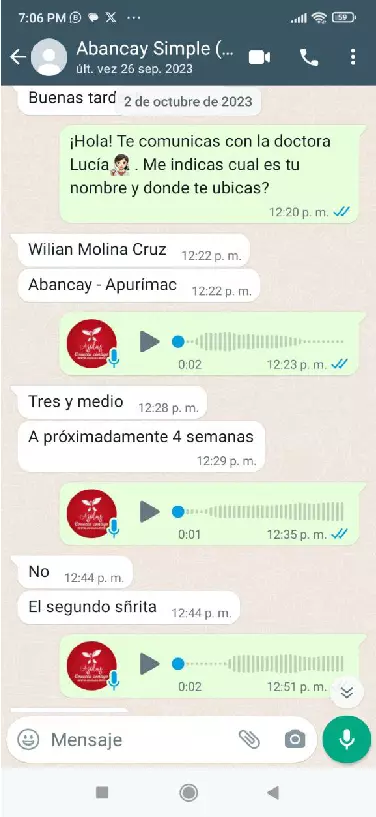 7:06 PM
59
Abancay Simple (...
últ. vez 26 sep. 2023
Buenas tard
2 de octubre de 2023
¡Hola! Te comunicas con la doctora
Lucía👩🏻‍⚕️. Me indicas cual es tu
nombre y donde te ubicas?
12:20 p. m.
Wilian Molina Cruz 12:22 p. m.
Abancay - Apurimac 12:22 p. m.
0:02 12:23 p. m.
Tres y medio 12:28 p. m.
A próximadamente 4 semanas
12:29 p. m.
0:01 12:35 p. m.
No 12:44 p. m.
El segundo sñrita 12:44 p. m.
0:02 12:51 p. m.
Mensaje